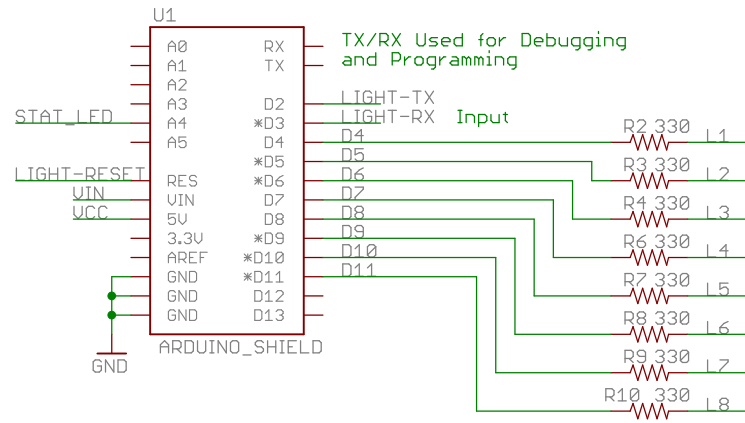 U1
A0
A1
A2
A3
A4
A5
RES
VIN
5V
3.3V
AREF
GND
GND
GND
RX
TX
D2
*D3
D4
*D5
*D6
D7
D8
*D9
*D10
*D11
D12
D13
ARDUINO_SHIELD
STAT_LED
LIGHT-RESET
VIN
VCC
GND
TX/RX Used for Debugging
and Programming
LIGHT-TX
LIGHT-RX
Input
D4
D5
D6
D7
D8
D9
D10
D11
R2 330 L1
R3 330 L2
R4 330 L3
R6 330 L4
R7 330 L5
R8 330 L6
R9 330 L7
R10 330 L8